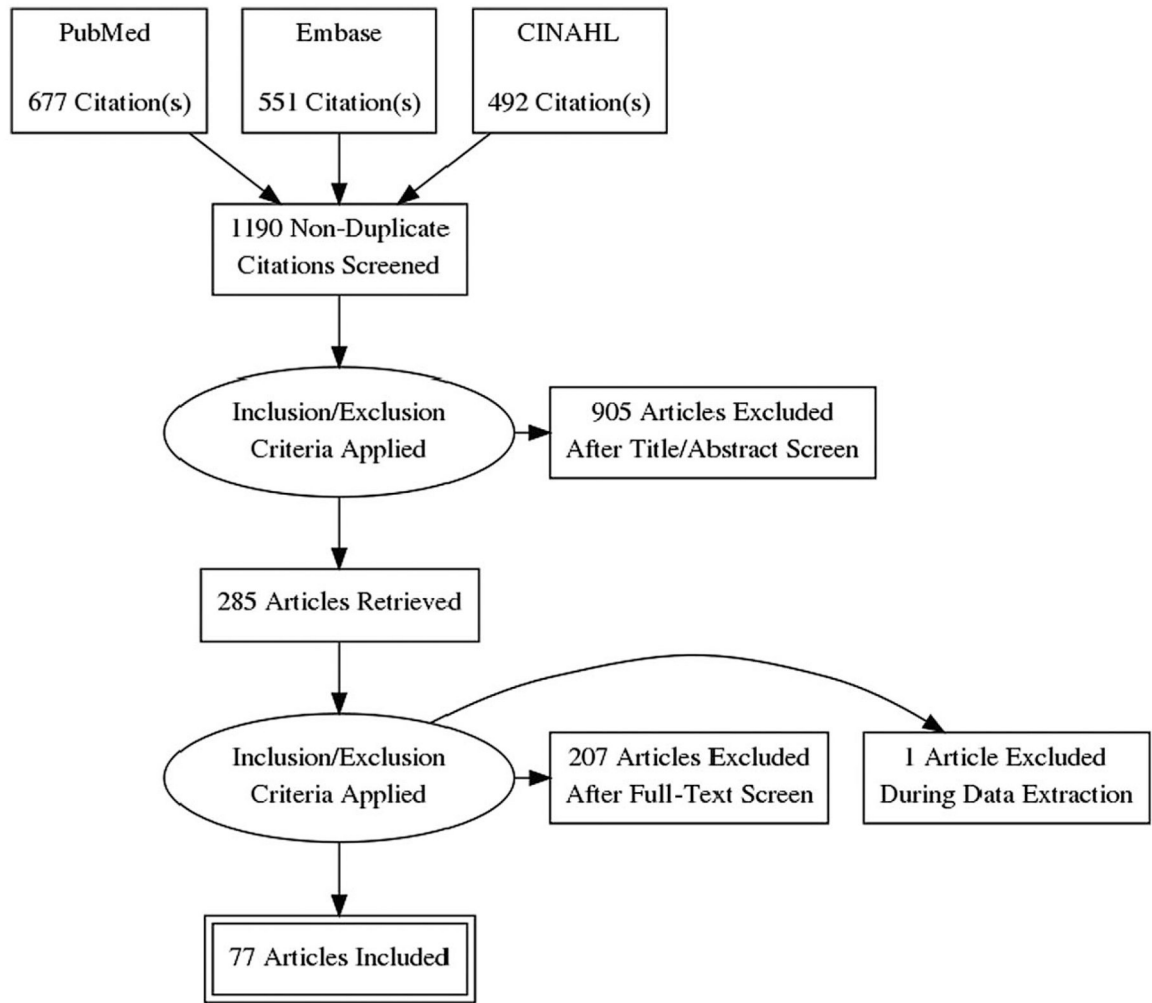 PubMed
677 Citation(s)
Embase
551 Citation(s)
CINAHL
492 Citation(s)
1190 Non-Duplicate
Citations Screened
Inclusion/Exclusion
Criteria Applied
905 Articles Excluded
After Title/Abstract Screen
285 Articles Retrieved
Inclusion/Exclusion
Criteria Applied
207 Articles Excluded
After Full-Text Screen
1 Article Excluded
During Data Extraction
77 Articles Included